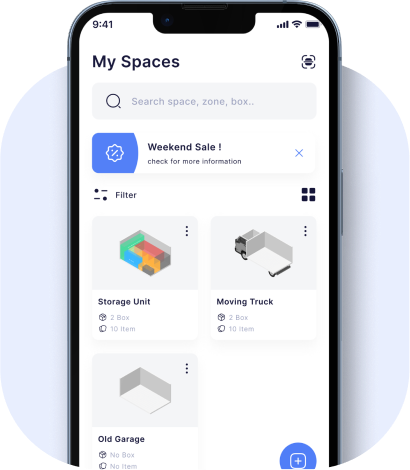 9:41
My Spaces
Search space, zone, box..
Weekend Sale !
check for more information
Filter
Storage Unit
2 Box
10 Item
Moving Truck
2 Box
10 Item
Old Garage
No Box
No Item